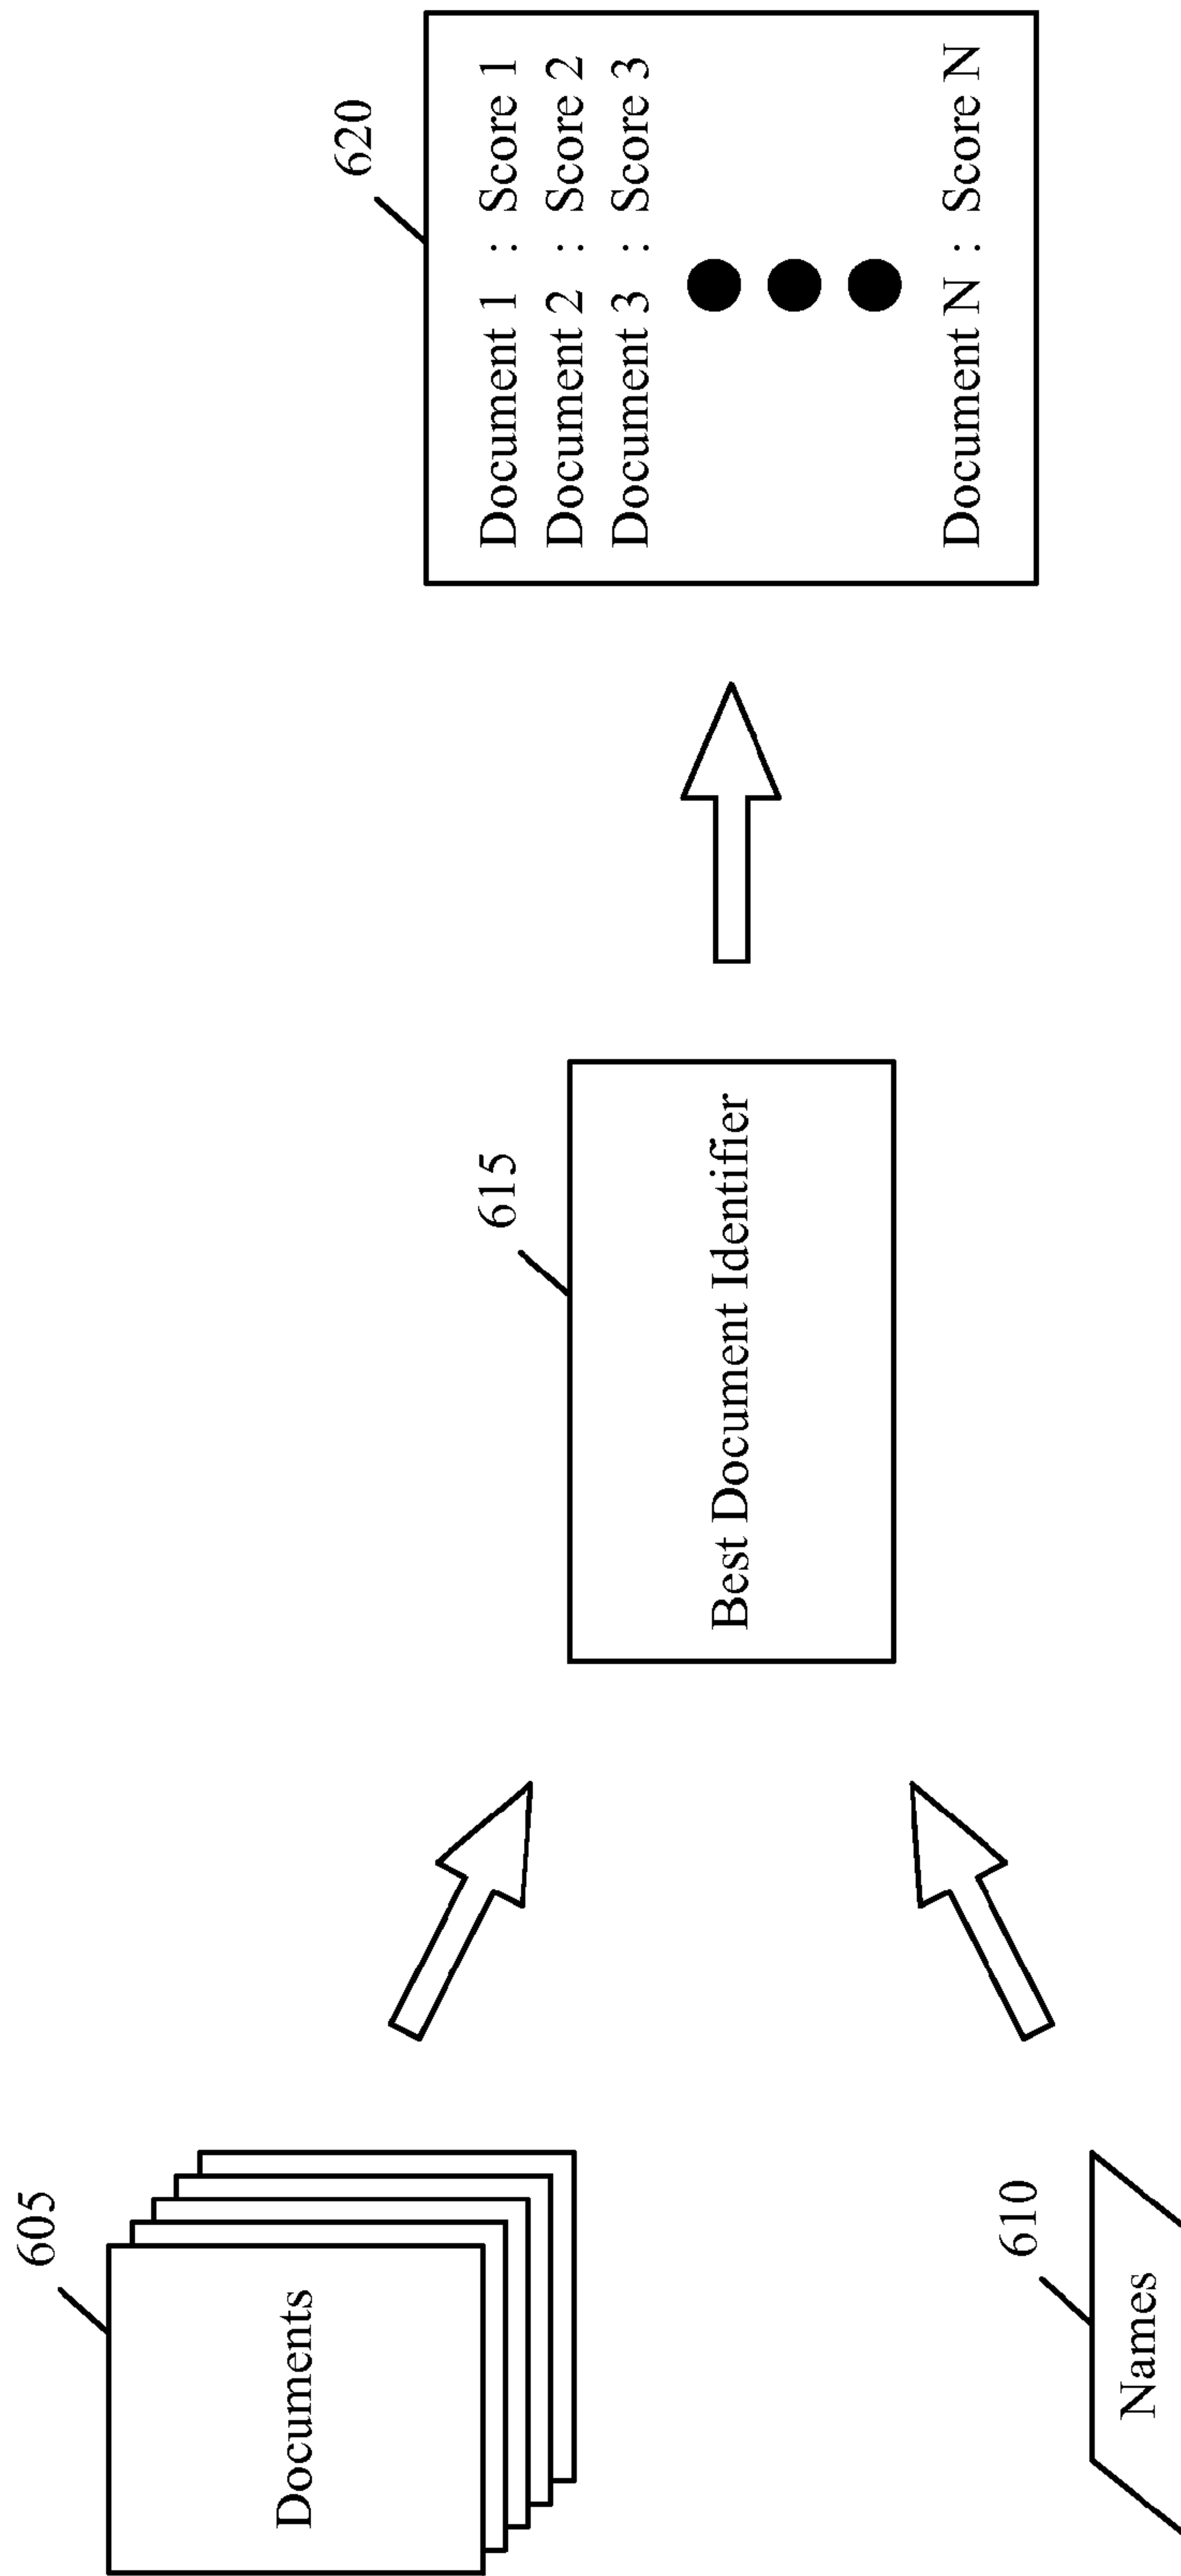 605
Documents
610
Names
615
Best Document Identifier
620
Document 1 : Score 1
Document 2 : Score 2
Document 3 : Score 3
Document N : Score N